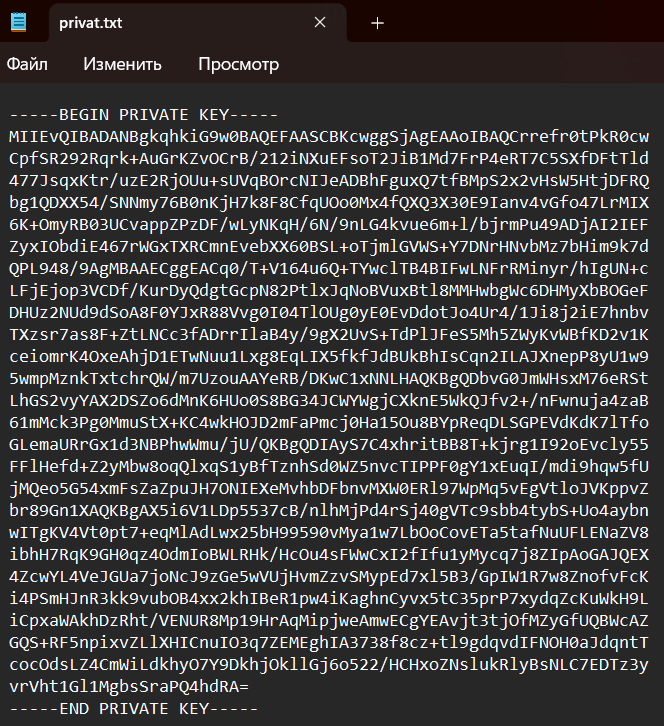 privat.txt
Файл Изменить Просмотр
-----BEGIN PRIVATE KEY-----
MIIEvQIBADANBgkqhkiG9w0BAQEFAASCBKcwggSjAgEAAoIBAQCrrefr0tPkR0cw
CpfSR292Rqrk+AuGrKZvOCrB/212iNXuEFsoT2JiB1Md7FrP4eRT7C5SXfDFtTld
477JsqxKtr/uzE2RjOUu+sUVqBOrcNIJeADBhFguxQ7tfBMpS2x2vHsW5HtjDFRQ
bg1QDXX54/SNNmy76B0nKjH7k8F8CfqUOo0Mx4fQXQ3X30E9Ianv4vGfo47LrMIX
6K+OmyRB03UCvappZPzDF/wLyNKqH/6N/9nLG4kvue6m+l/bjrmPu49ADjAI2IEF
ZyxIObdiE467rWGxTXRCmnEvebXX60BSL+oTjmlGVWS+Y7DNrHNvbMz7bHim9k7d
QPL948/9AgMBAAECggEACq0/T+V164u6Q+TYwclTB4BIFwLNFrRMinyr/hIgUN+c
LFjEjop3VCDf/KurDyQdgtGcpN82PtlxJqNoBVuxBtl8MMHwbgWc6DHMyXbBOGeF
DHUz2NUd9dSoA8F0YJxR88Vvg0I04TlOUg0yE0EvDdotJo4Ur4/1Ji8j2iE7hnbv
TXzsr7as8F+ZtLNCc3fADrrIlaB4y/9gX2UvS+TdPlJFeS5Mh5ZWyKvWBfKD2v1K
ceiomrK4OxeAhjD1ETwNuu1Lxg8EqLIX5fkfJdBUkBhIsCqn2ILAJXnepP8yU1w9
5wmpMznkTxtchrQW/m7UzouAAYeRB/DKwC1xNNLHAQKBgQDbvG0JmWHsxM76eRSt
LhGS2vyYAX2DSZo6dMnK6HUo0S8BG34JCWYWgjCXknE5WkQJfv2+/nFwnuja4zaB
61mMck3Pg0MmuStX+KC4wkHOJD2mFaPmcj0Ha15Ou8BYpReqDLSGPEVdKdK7lTfo
GLemaURrGx1d3NBPhwWmu/jU/QKBgQDIAyS7C4xhritBB8T+kjrg1I92oEvcly55
FFlHefd+Z2yMbw8oqQlxqS1yBfTznhSd0WZ5nvcTIPPF0gY1xEuqI/mdi9hqw5fU
jMQeo5G54xmFsZaZpuJH7ONIEXeMvhbDFbnvMXW0ERl97WpMq5vEgVtloJVKppvZ
br89Gn1XAQKBgAX5i6V1LDp5537cB/nlhMjPd4rSj40gVTc9sbb4tybS+Uo4aybn
wITgKV4Vt0pt7+eqMlAdLwx25bH99590vMya1w7LbOoCovETa5tafNuUFLENaZV8
ibhH7RqK9GH0qz4OdmIoBWLRHk/HcOu4sFWwCxI2fIfu1yMycq7j8ZIpAoGAJQEX
4ZcwYL4VeJGUa7joNcJ9zGe5wVUjHvmZzvSMypEd7xl5B3/GpIW1R7w8ZnofvFcK
i4PSmHJnR3kk9vubOB4xx2khIBeR1pw4iKaghnCyvx5tC35prP7xydqZcKuWkH9L
iCpxaWAkhDzRht/VENUR8Mp19HrAqMipjweAmwECgYEAvjt3tjOfMZyGfUQBWcAZ
GQS+RF5npixvZLlXHICnuIO3q7ZEMEghIA3738f8cz+tl9gdqvdIFNOH0aJdqntT
cocOdsLZ4CmWiLdkhyO7Y9DkhjOkllGj6o522/HCHxoZNslukRlyBsNLC7EDTz3y
vrVht1Gl1MgbsSraPQ4hdRA=
-----END PRIVATE KEY-----